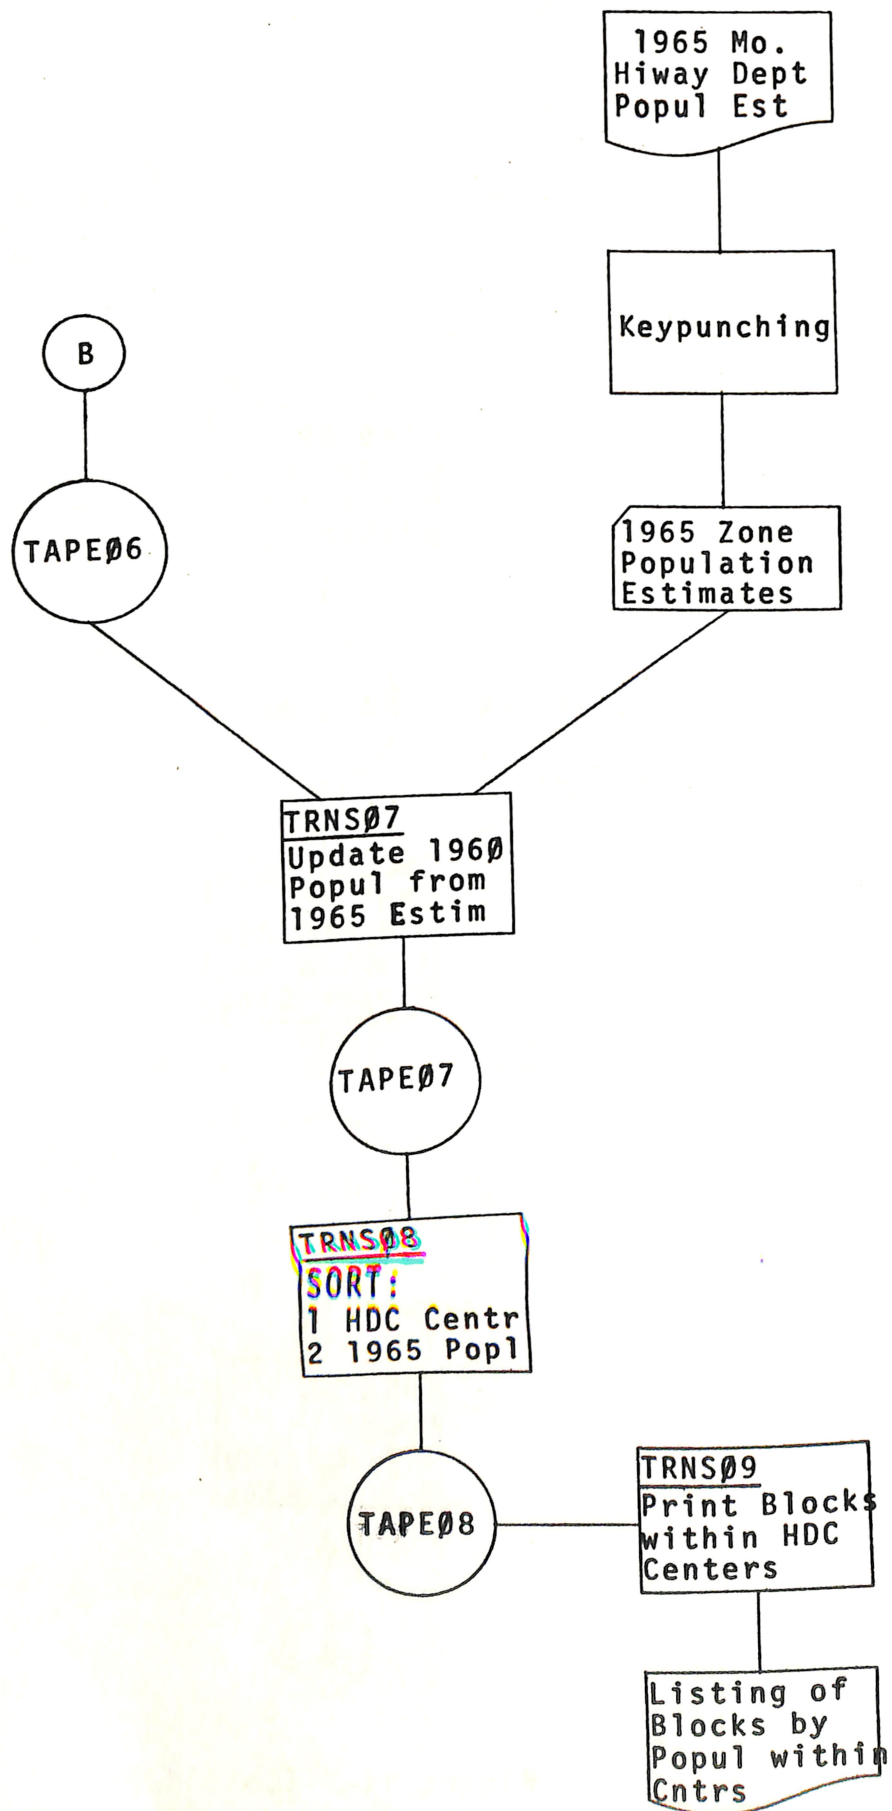 1965 Mo.
Hiway Dept
Popul Est
Keypunching
B
TAPEØ6
1965 Zone
Population
Estimates
TRNSØ7
Update 196Ø
Popul from
1965 Estim
TAPEØ7
TRNSØ8
SORT:
1 HDC Centr
2 1965 Popl
TAPEØ8
TRNSØ9
Print Blocks
within HDC
Centers
Listing of
Blocks by
Popul within
Cntrs